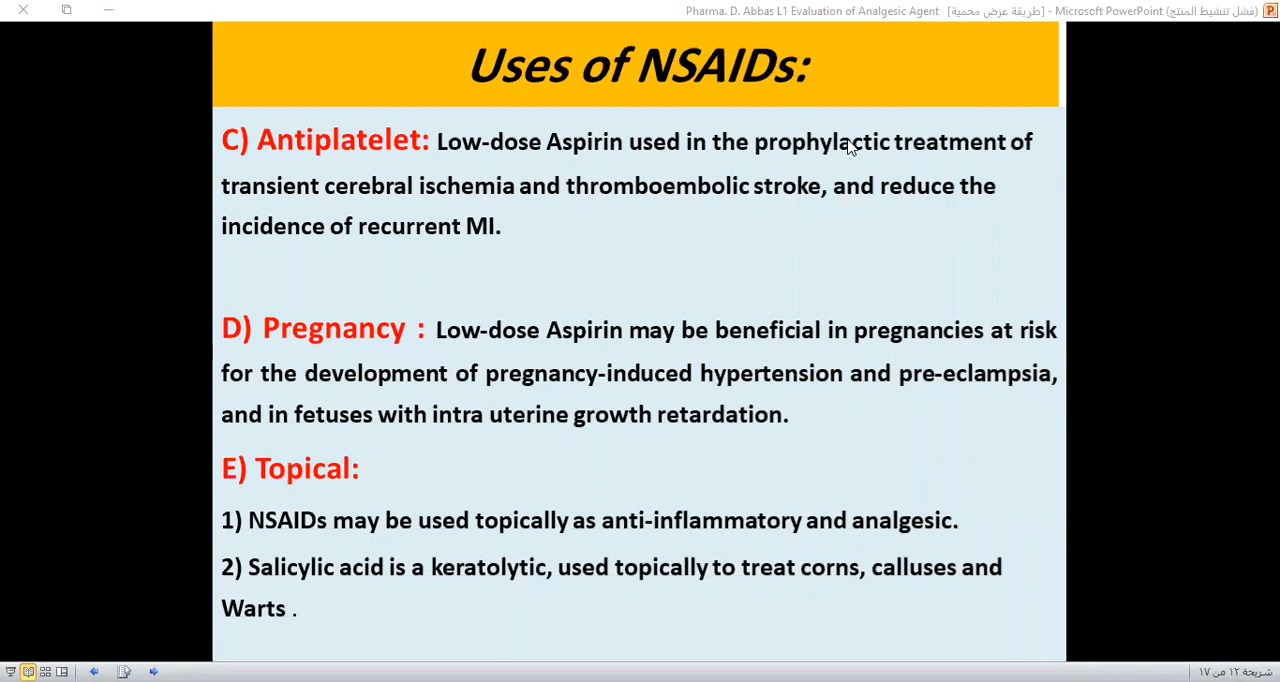 Pharma. D. Abbas L1 Evaluation of Analgesic Agent [طريقة عرض محمية] - Microsoft PowerPoint (فشل تنشيط المنتج)
Uses of NSAIDs:
C) Antiplatelet: Low-dose Aspirin used in the prophylactic treatment of
transient cerebral ischemia and thromboembolic stroke, and reduce the
incidence of recurrent MI.
D) Pregnancy : Low-dose Aspirin may be beneficial in pregnancies at risk
for the development of pregnancy-induced hypertension and pre-eclampsia,
and in fetuses with intra uterine growth retardation.
E) Topical:
1) NSAIDs may be used topically as anti-inflammatory and analgesic.
2) Salicylic acid is a keratolytic, used topically to treat corns, calluses and
Warts .
شريحة ١٢ من ١٧